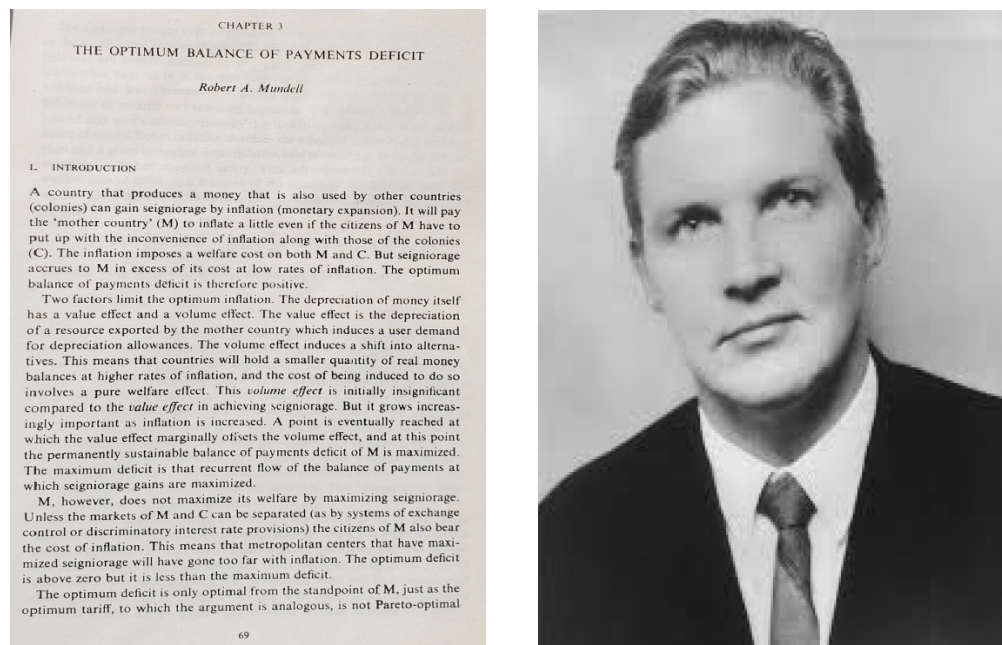 CHAPTER 3
THE OPTIMUM BALANCE OF PAYMENTS DEFICIT
Robert A. Mundell
I. INTRODUCTION
A country that produces a money that is also used by other countries
(colonies) can gain seigniorage by inflation (monetary expansion). It will pay
the ‘mother country’ (M) to inflate a little even if the citizens of M have to
put up with the inconvenience of inflation along with those of the colonies
(C). The inflation imposes a welfare cost on both M and C. But seigniorage
accrues to M in excess of its cost at low rates of inflation. The optimum
balance of payments deficit is therefore positive.
Two factors limit the optimum inflation. The depreciation of money itself
has a value effect and a volume effect. The value effect is the depreciation
of a resource exported by the mother country which induces a user demand
for depreciation allowances. The volume effect induces a shift into alterna-
tives. This means that countries will hold a smaller quantity of real money
balances at higher rates of inflation, and the cost of being induced to do so
involves a pure welfare effect. This volume effect is initially insignificant
compared to the value effect in achieving seigniorage. But it grows increas-
ingly important as inflation is increased. A point is eventually reached at
which the value effect marginally offsets the volume effect, and at this point
the permanently sustainable balance of payments deficit of M is maximized.
The maximum deficit is that recurrent flow of the balance of payments at
which seigniorage gains are maximized.
M, however, does not maximize its welfare by maximizing seigniorage.
Unless the markets of M and C can be separated (as by systems of exchange
control or discriminatory interest rate provisions) the citizens of M also bear
the cost of inflation. This means that metropolitan centers that have maxi-
mized seigniorage will have gone too far with inflation. The optimum deficit
is above zero but it is less than the maximum deficit.
The optimum deficit is only optimal from the standpoint of M, just as the
optimum tariff, to which the argument is analogous, is not Pareto-optimal
69